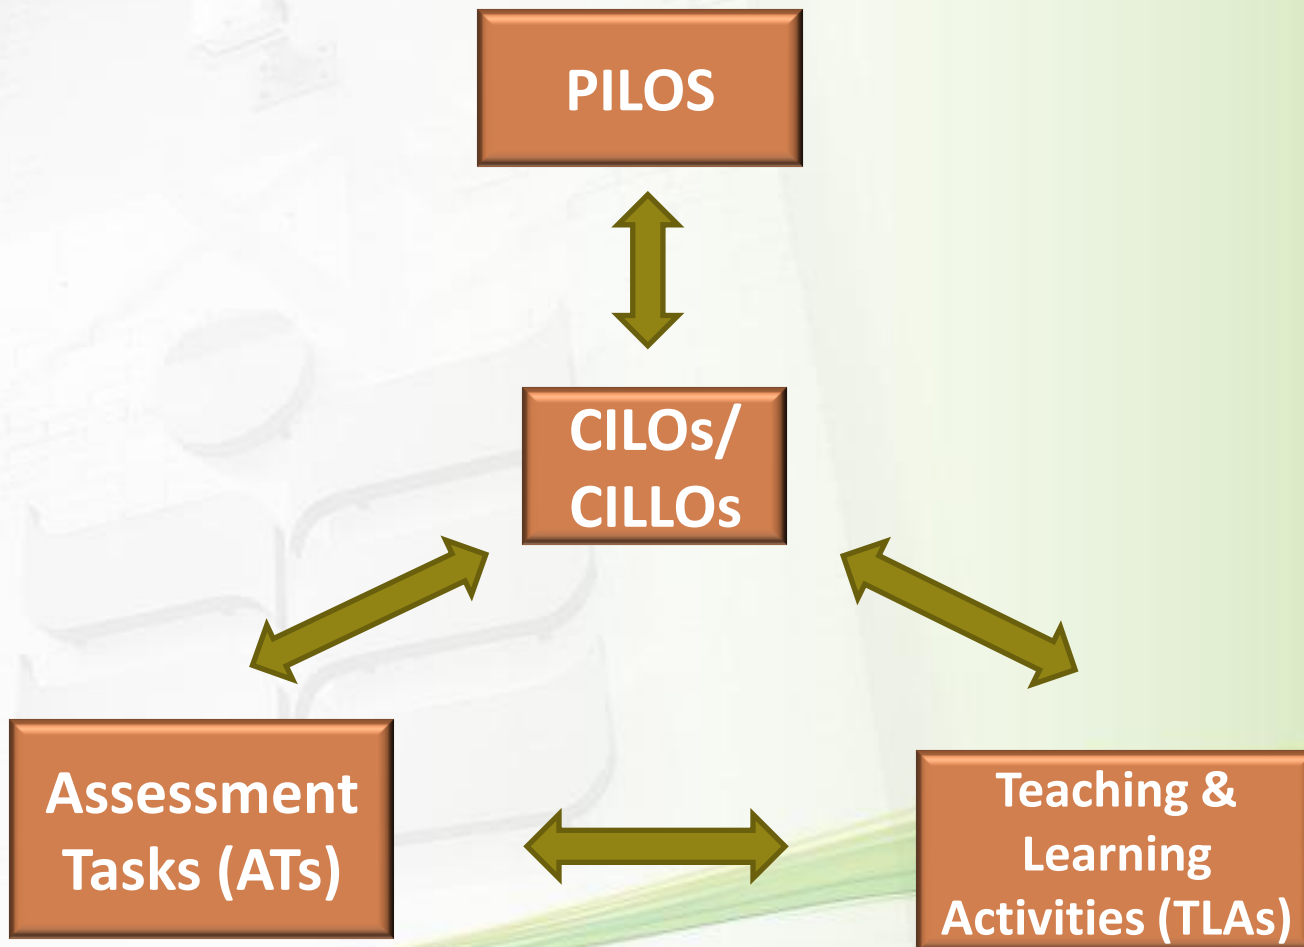 PILOS
CILOs/
CILLOs
Assessment
Tasks (ATs)
Teaching &
Learning
Activities (TLAs)